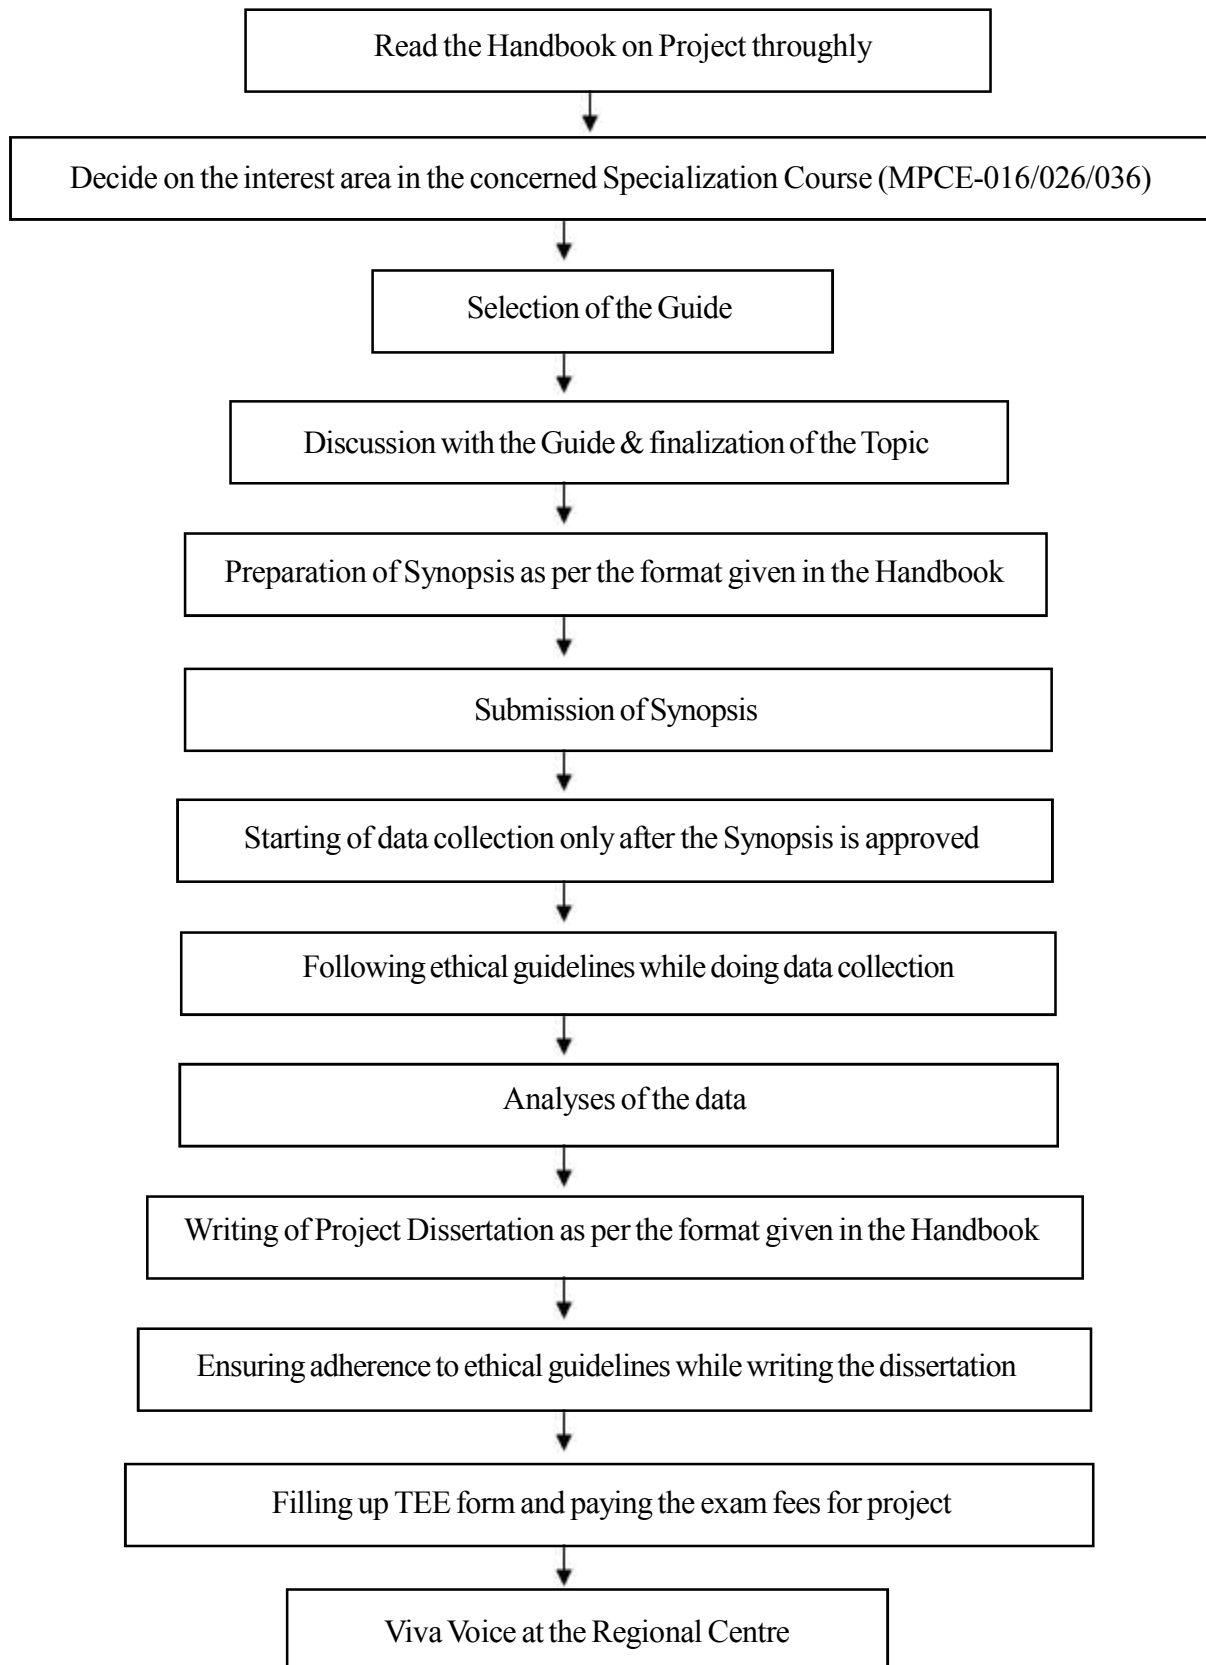 Read the Handbook on Project throughly
Decide on the interest area in the concerned Specialization Course (MPCE-016/026/036)
Selection of the Guide
Discussion with the Guide & finalization of the Topic
Preparation of Synopsis as per the format given in the Handbook
Submission of Synopsis
Starting of data collection only after the Synopsis is approved
Following ethical guidelines while doing data collection
Analyses of the data
Writing of Project Dissertation as per the format given in the Handbook
Ensuring adherence to ethical guidelines while writing the dissertation
Filling up TEE form and paying the exam fees for project
Viva Voice at the Regional Centre